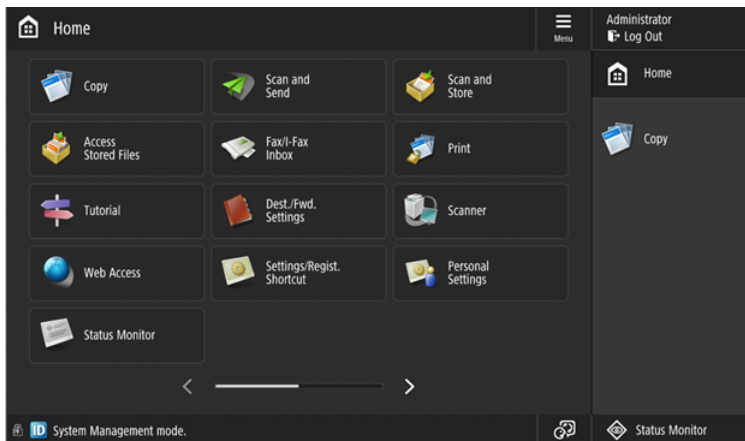 Home
Menu
Administrator
Log Out
Home
Copy
Copy
Scan and
Send
Scan and
Store
Access
Stored Files
Fax/I-Fax
Inbox
Print
Tutorial
Dest./Fwd.
Settings
Scanner
Web Access
Settings/Regist.
Shortcut
Personal
Settings
Status Monitor
ID System Management mode.
Status Monitor